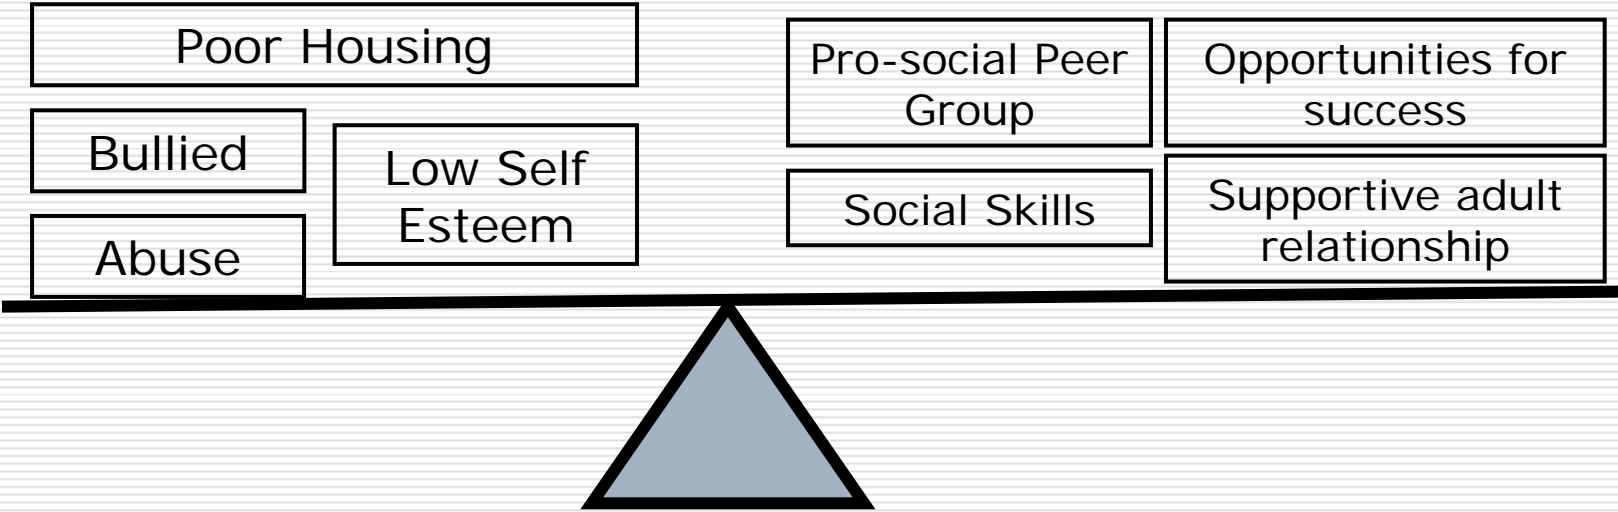 Poor Housing
Bullied
Low Self
Esteem
Abuse
Pro-social Peer
Group
Opportunities for
success
Social Skills
Supportive adult
relationship